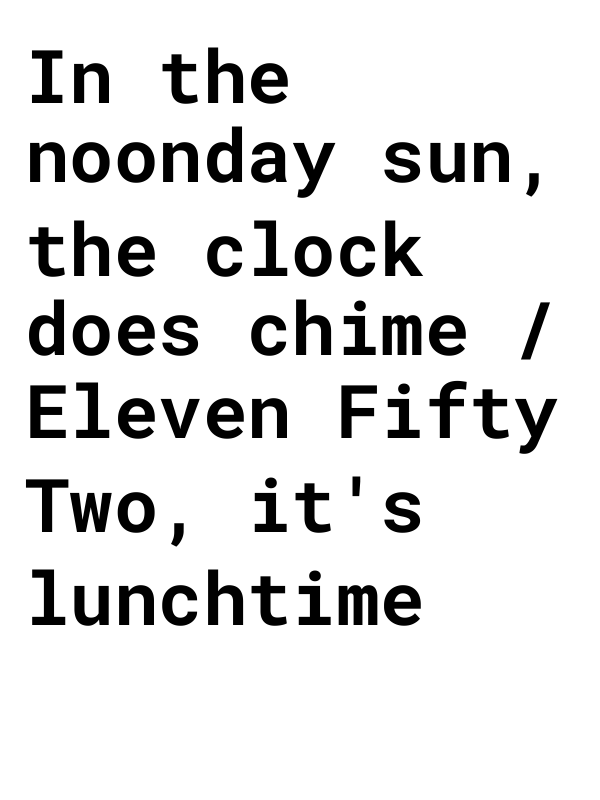 In the
noonday sun,
the clock
does chime /
Eleven Fifty
Two, it's
lunchtime